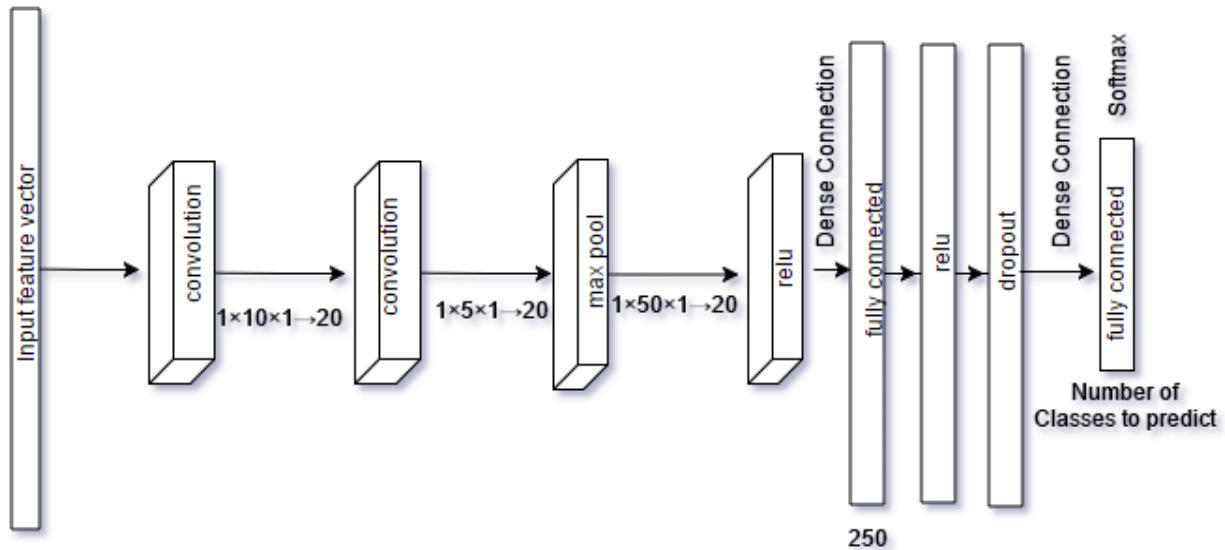 Input feature vector
convolution
1×10×1→20
convolution
1×5×1→20
max pool
1×50×1→20
relu
Dense Connection
fully connected
250
relu
dropout
Dense Connection
Softmax
fully connected
Number of
Classes to predict